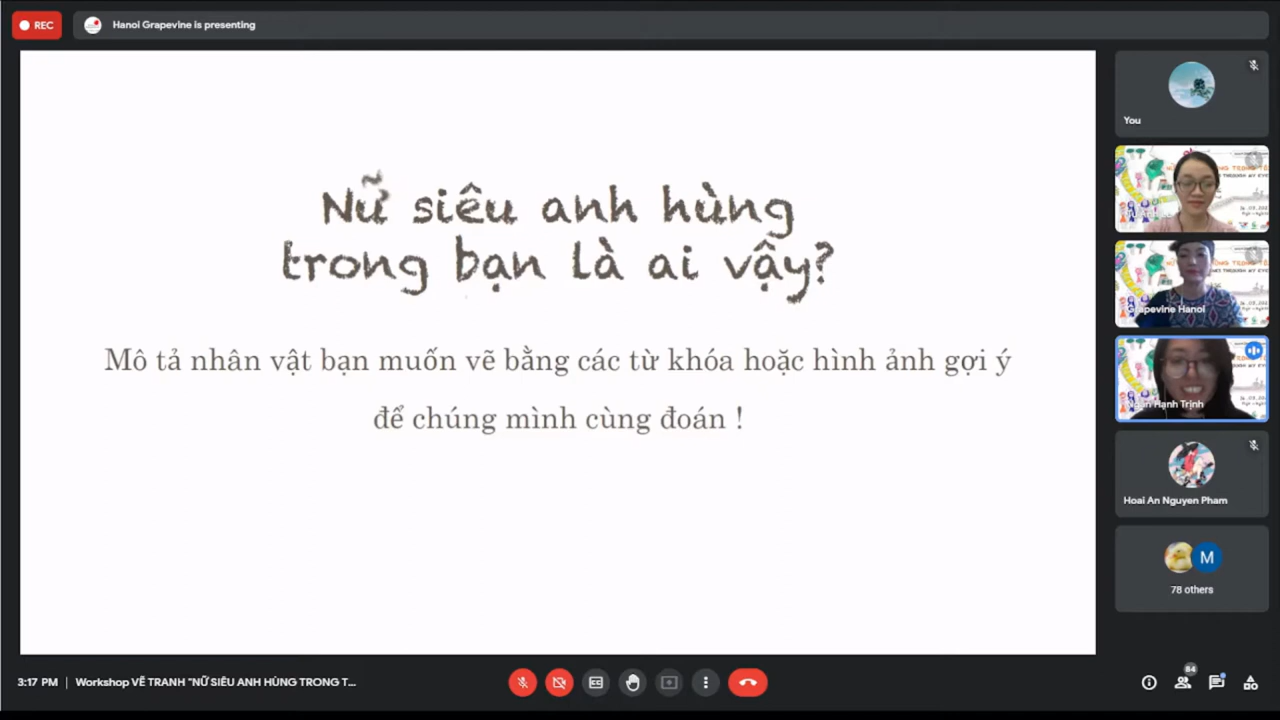 REC
Hanoi Grapevine is presenting
Nữ siêu anh hùng
trong bạn là ai vậy?
Mô tả nhân vật bạn muốn vẽ bằng các từ khóa hoặc hình ảnh gợi ý
để chúng mình cùng đoán !
You
Grapevine Hanoi
Hạnh Trịnh
Hoai An Nguyen Pham
M
78 others
3:17 PM | Workshop VẼ TRANH "NỮ SIÊU ANH HÙNG TRONG T...
84